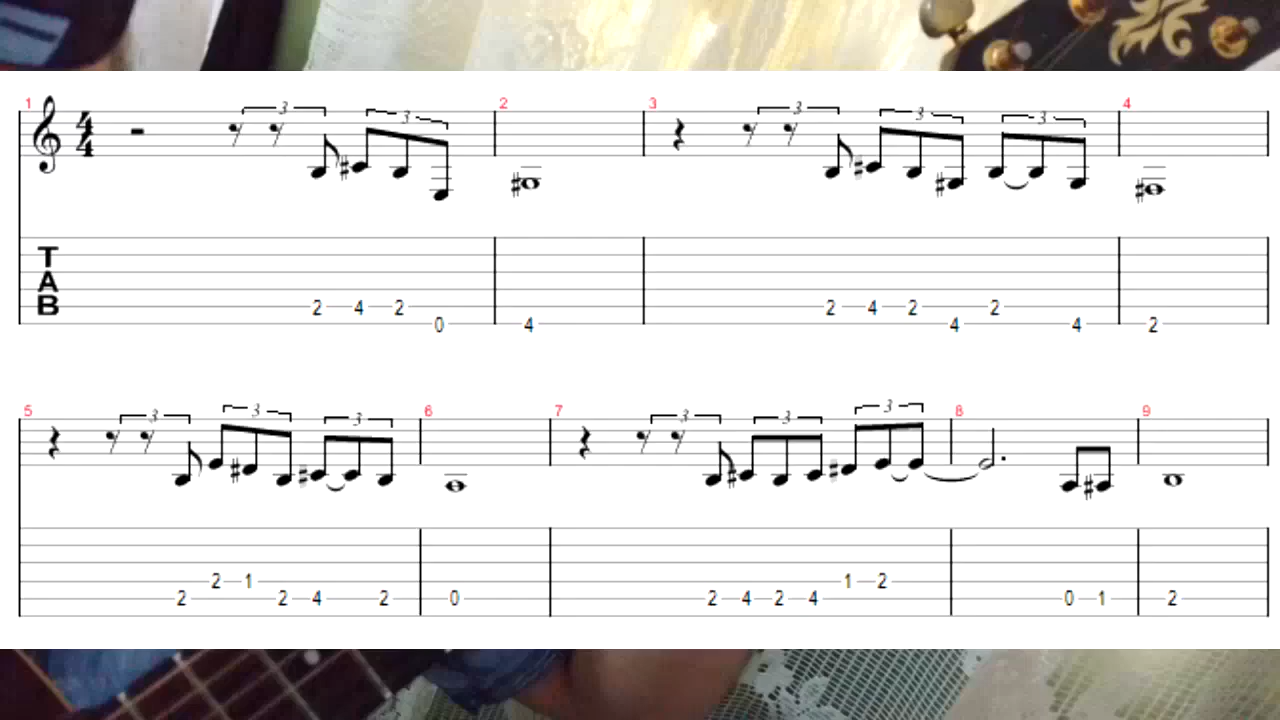 1 2 3 4
3 3 3 3 3
4
4
T
A
B
2 4 2 2 4 2 2
0 4 4 4 2
5 6 7 8 9
3 3 3 3 3 3
2 1 1 2
2 2 4 2 0 2 4 2 4 0 1 2